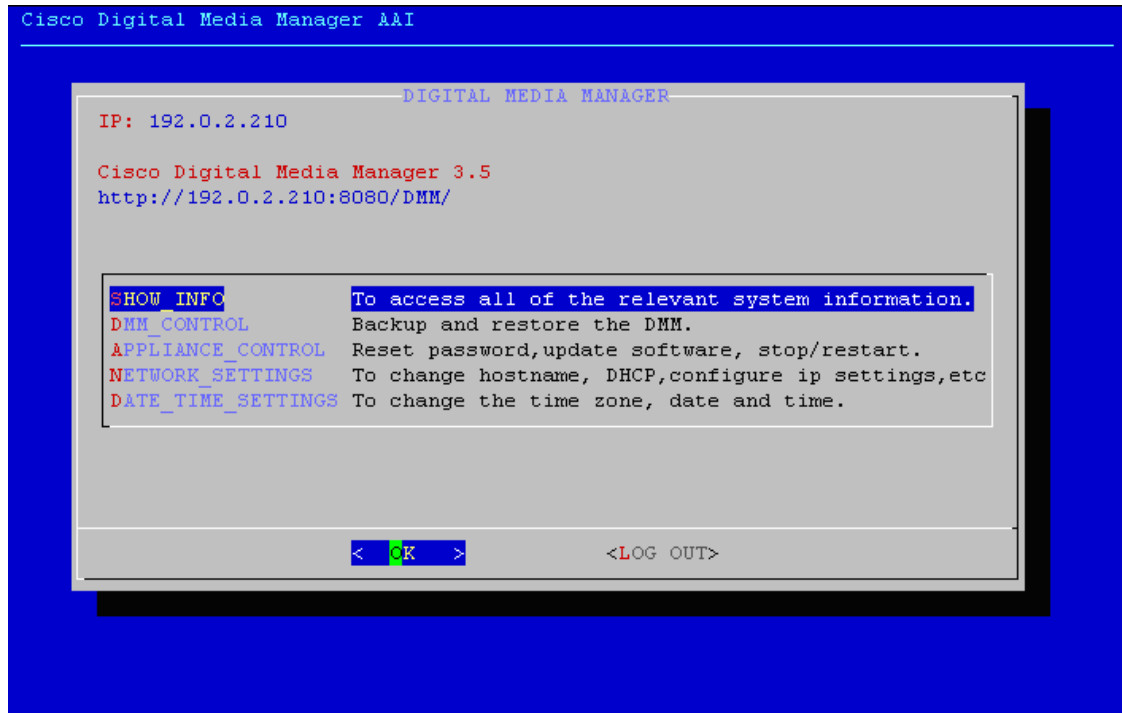 Cisco Digital Media Manager AAI
DIGITAL MEDIA MANAGER
IP: 192.0.2.210
Cisco Digital Media Manager 3.5
http://192.0.2.210:8080/DMM/
SHOW_INFO To access all of the relevant system information.
DMM_CONTROL Backup and restore the DMM.
APPLIANCE_CONTROL Reset password,update software, stop/restart.
NETWORK_SETTINGS To change hostname, DHCP,configure ip settings,etc
DATE_TIME_SETTINGS To change the time zone, date and time.
< OK > <LOG OUT>